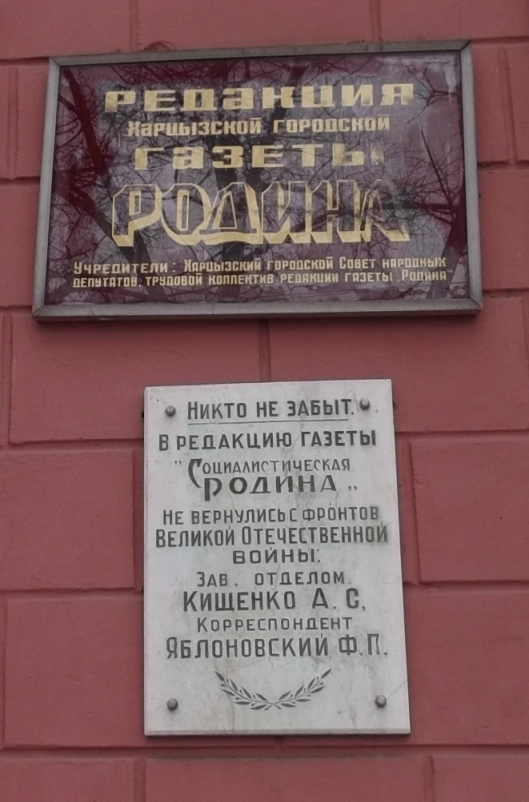 Редакция
Харцызской городской
газеты
РОДИНА
Учредители: Харцызский городской Совет народных
депутатов, трудовой коллектив редакции газеты "Родина"
Никто не забыт.
В редакцию газеты
"Социалистическая
Родина"
не вернулись с фронтов
Великой Отечественной
войны:
Зав. отделом
Кищенко А. С.
Корреспондент
Яблоновский Ф. П.